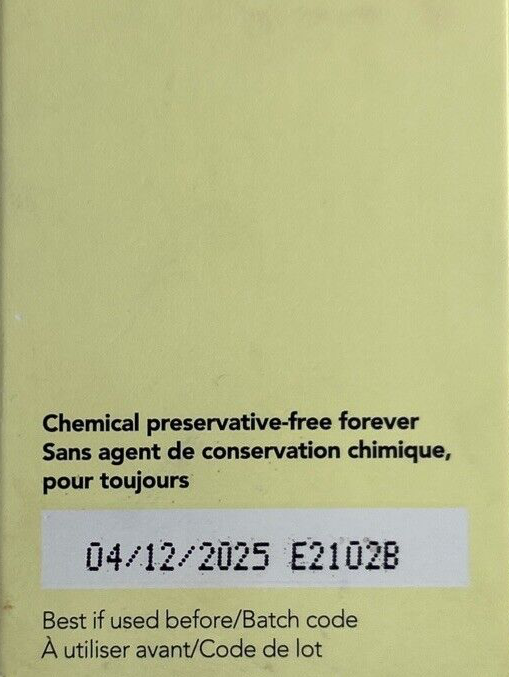 Chemical preservative-free forever
Sans agent de conservation chimique,
pour toujours
04/12/2025 E2102B
Best if used before/Batch code
À utiliser avant/Code de lot